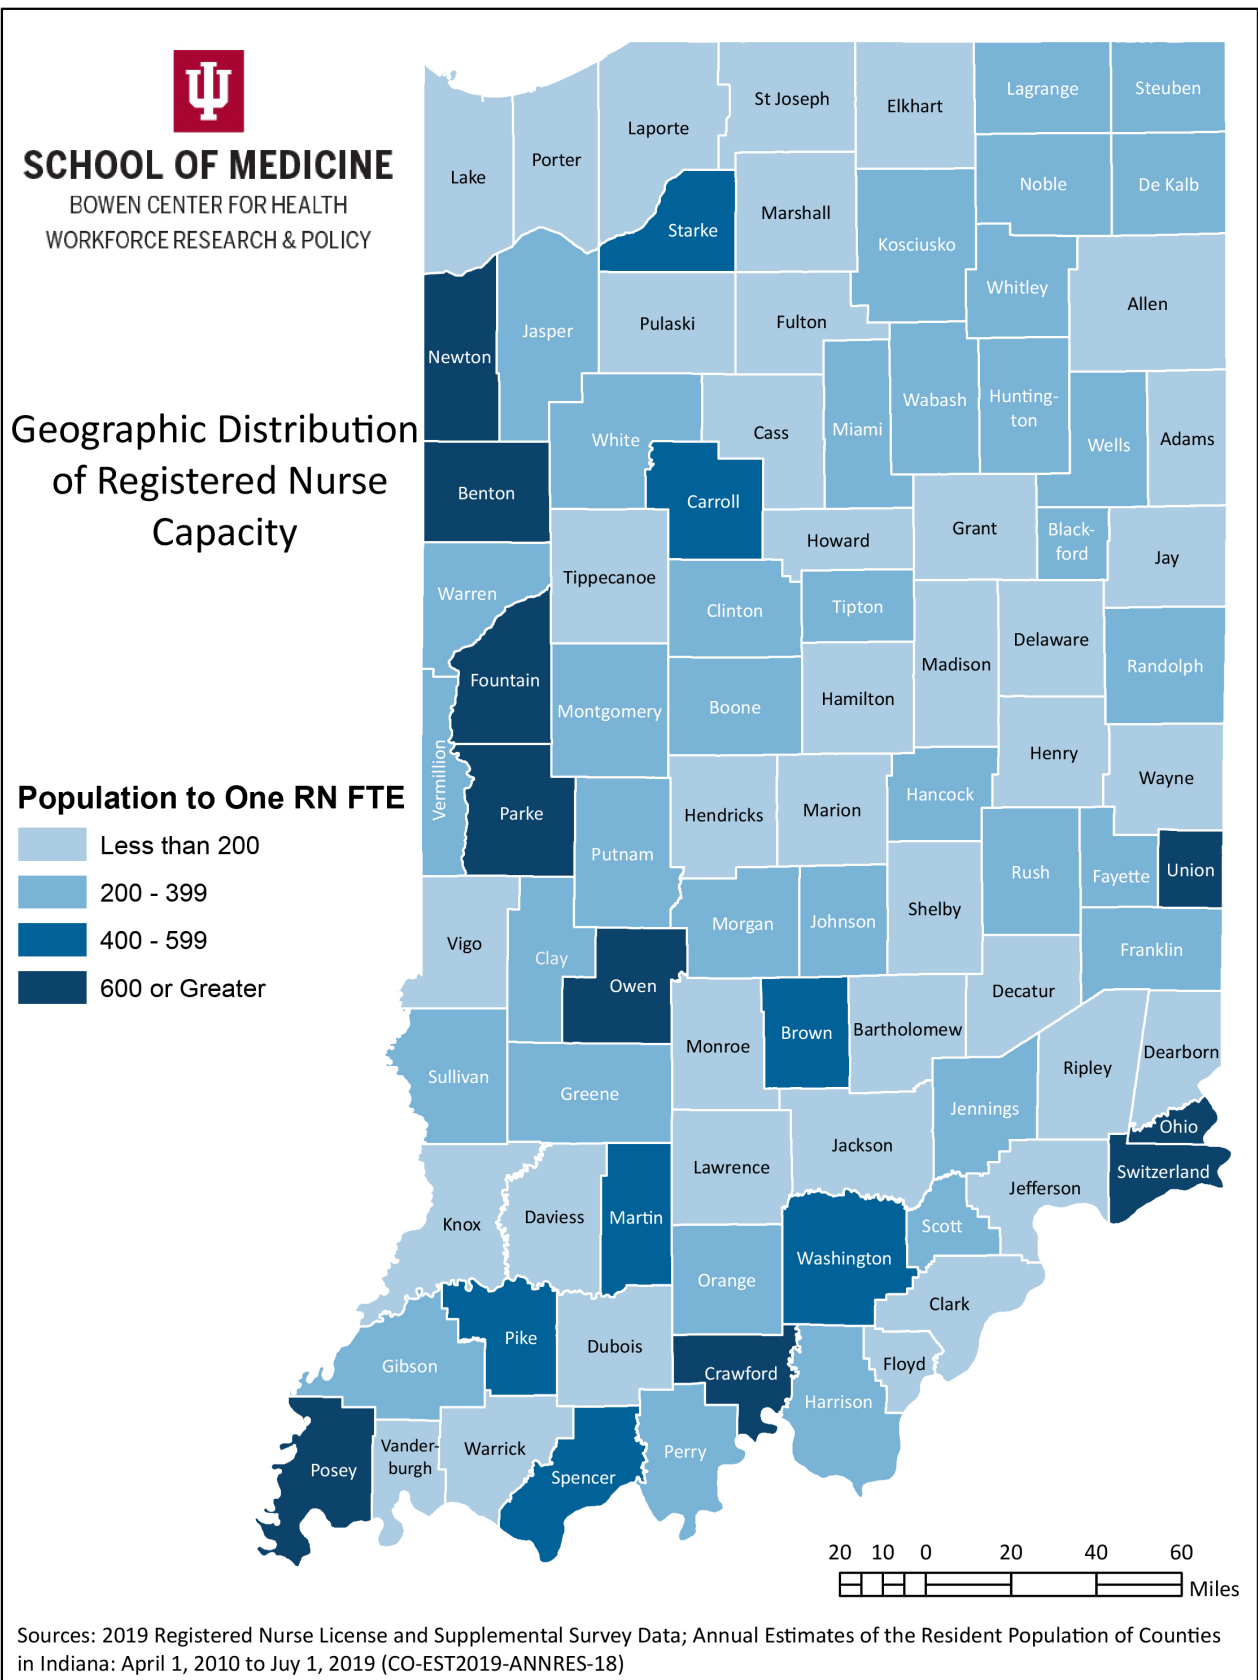 SCHOOL OF MEDICINE
BOWEN CENTER FOR HEALTH
WORKFORCE RESEARCH & POLICY
Geographic Distribution
of Registered Nurse
Capacity
Population to One RN FTE
Less than 200
200 - 399
400 - 599
600 or Greater
Lake
Porter
Laporte
St Joseph
Elkhart
Lagrange
Steuben
Starke
Marshall
Kosciusko
Noble
De Kalb
Newton
Jasper
Pulaski
Fulton
Whitley
Allen
Benton
White
Cass
Miami
Wabash
Hunting-
ton
Wells
Adams
Carroll
Howard
Grant
Black-
ford
Jay
Warren
Tippecanoe
Clinton
Tipton
Fountain
Montgomery
Boone
Hamilton
Madison
Delaware
Randolph
Vermillion
Parke
Putnam
Hendricks
Marion
Hancock
Henry
Wayne
Rush
Fayette
Union
Vigo
Clay
Owen
Morgan
Johnson
Shelby
Franklin
Decatur
Sullivan
Greene
Monroe
Brown
Bartholomew
Jennings
Ripley
Dearborn
Ohio
Switzerland
Knox
Daviess
Martin
Lawrence
Jackson
Jefferson
Scott
Washington
Orange
Clark
Gibson
Pike
Dubois
Crawford
Floyd
Harrison
Posey
Vander-
burgh
Warrick
Spencer
Perry
20 10 0 20 40 60
Miles
Sources: 2019 Registered Nurse License and Supplemental Survey Data; Annual Estimates of the Resident Population of Counties
in Indiana: April 1, 2010 to Juy 1, 2019 (CO-EST2019-ANNRES-18)